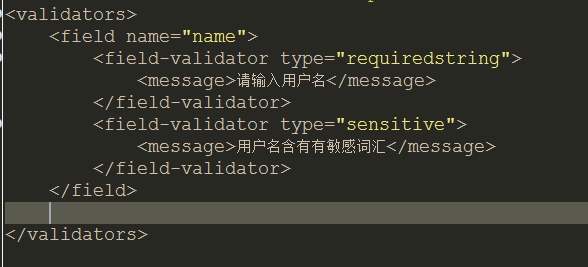 <validators>
<field name="name">
<field-validator type="requiredstring">
<message>请输入用户名</message>
</field-validator>
<field-validator type="sensitive">
<message>用户名含有有敏感词汇</message>
</field-validator>
</field>
</validators>